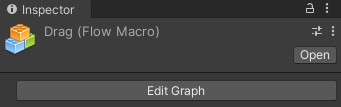 Inspector
Drag (Flow Macro)
Open
Edit Graph